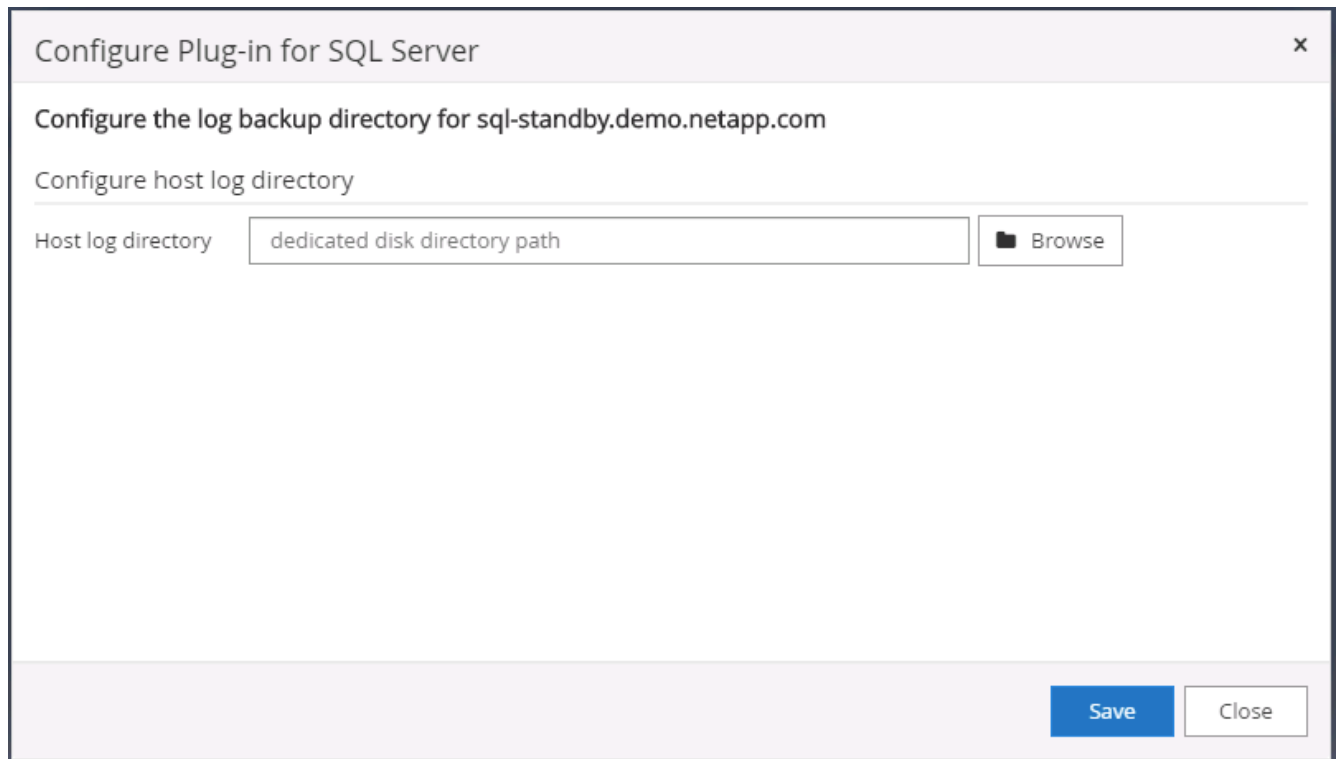 Configure Plug-in for SQL Server
×
Configure the log backup directory for sql-standby.demo.netapp.com
Configure host log directory
Host log directory dedicated disk directory path Browse
Save Close